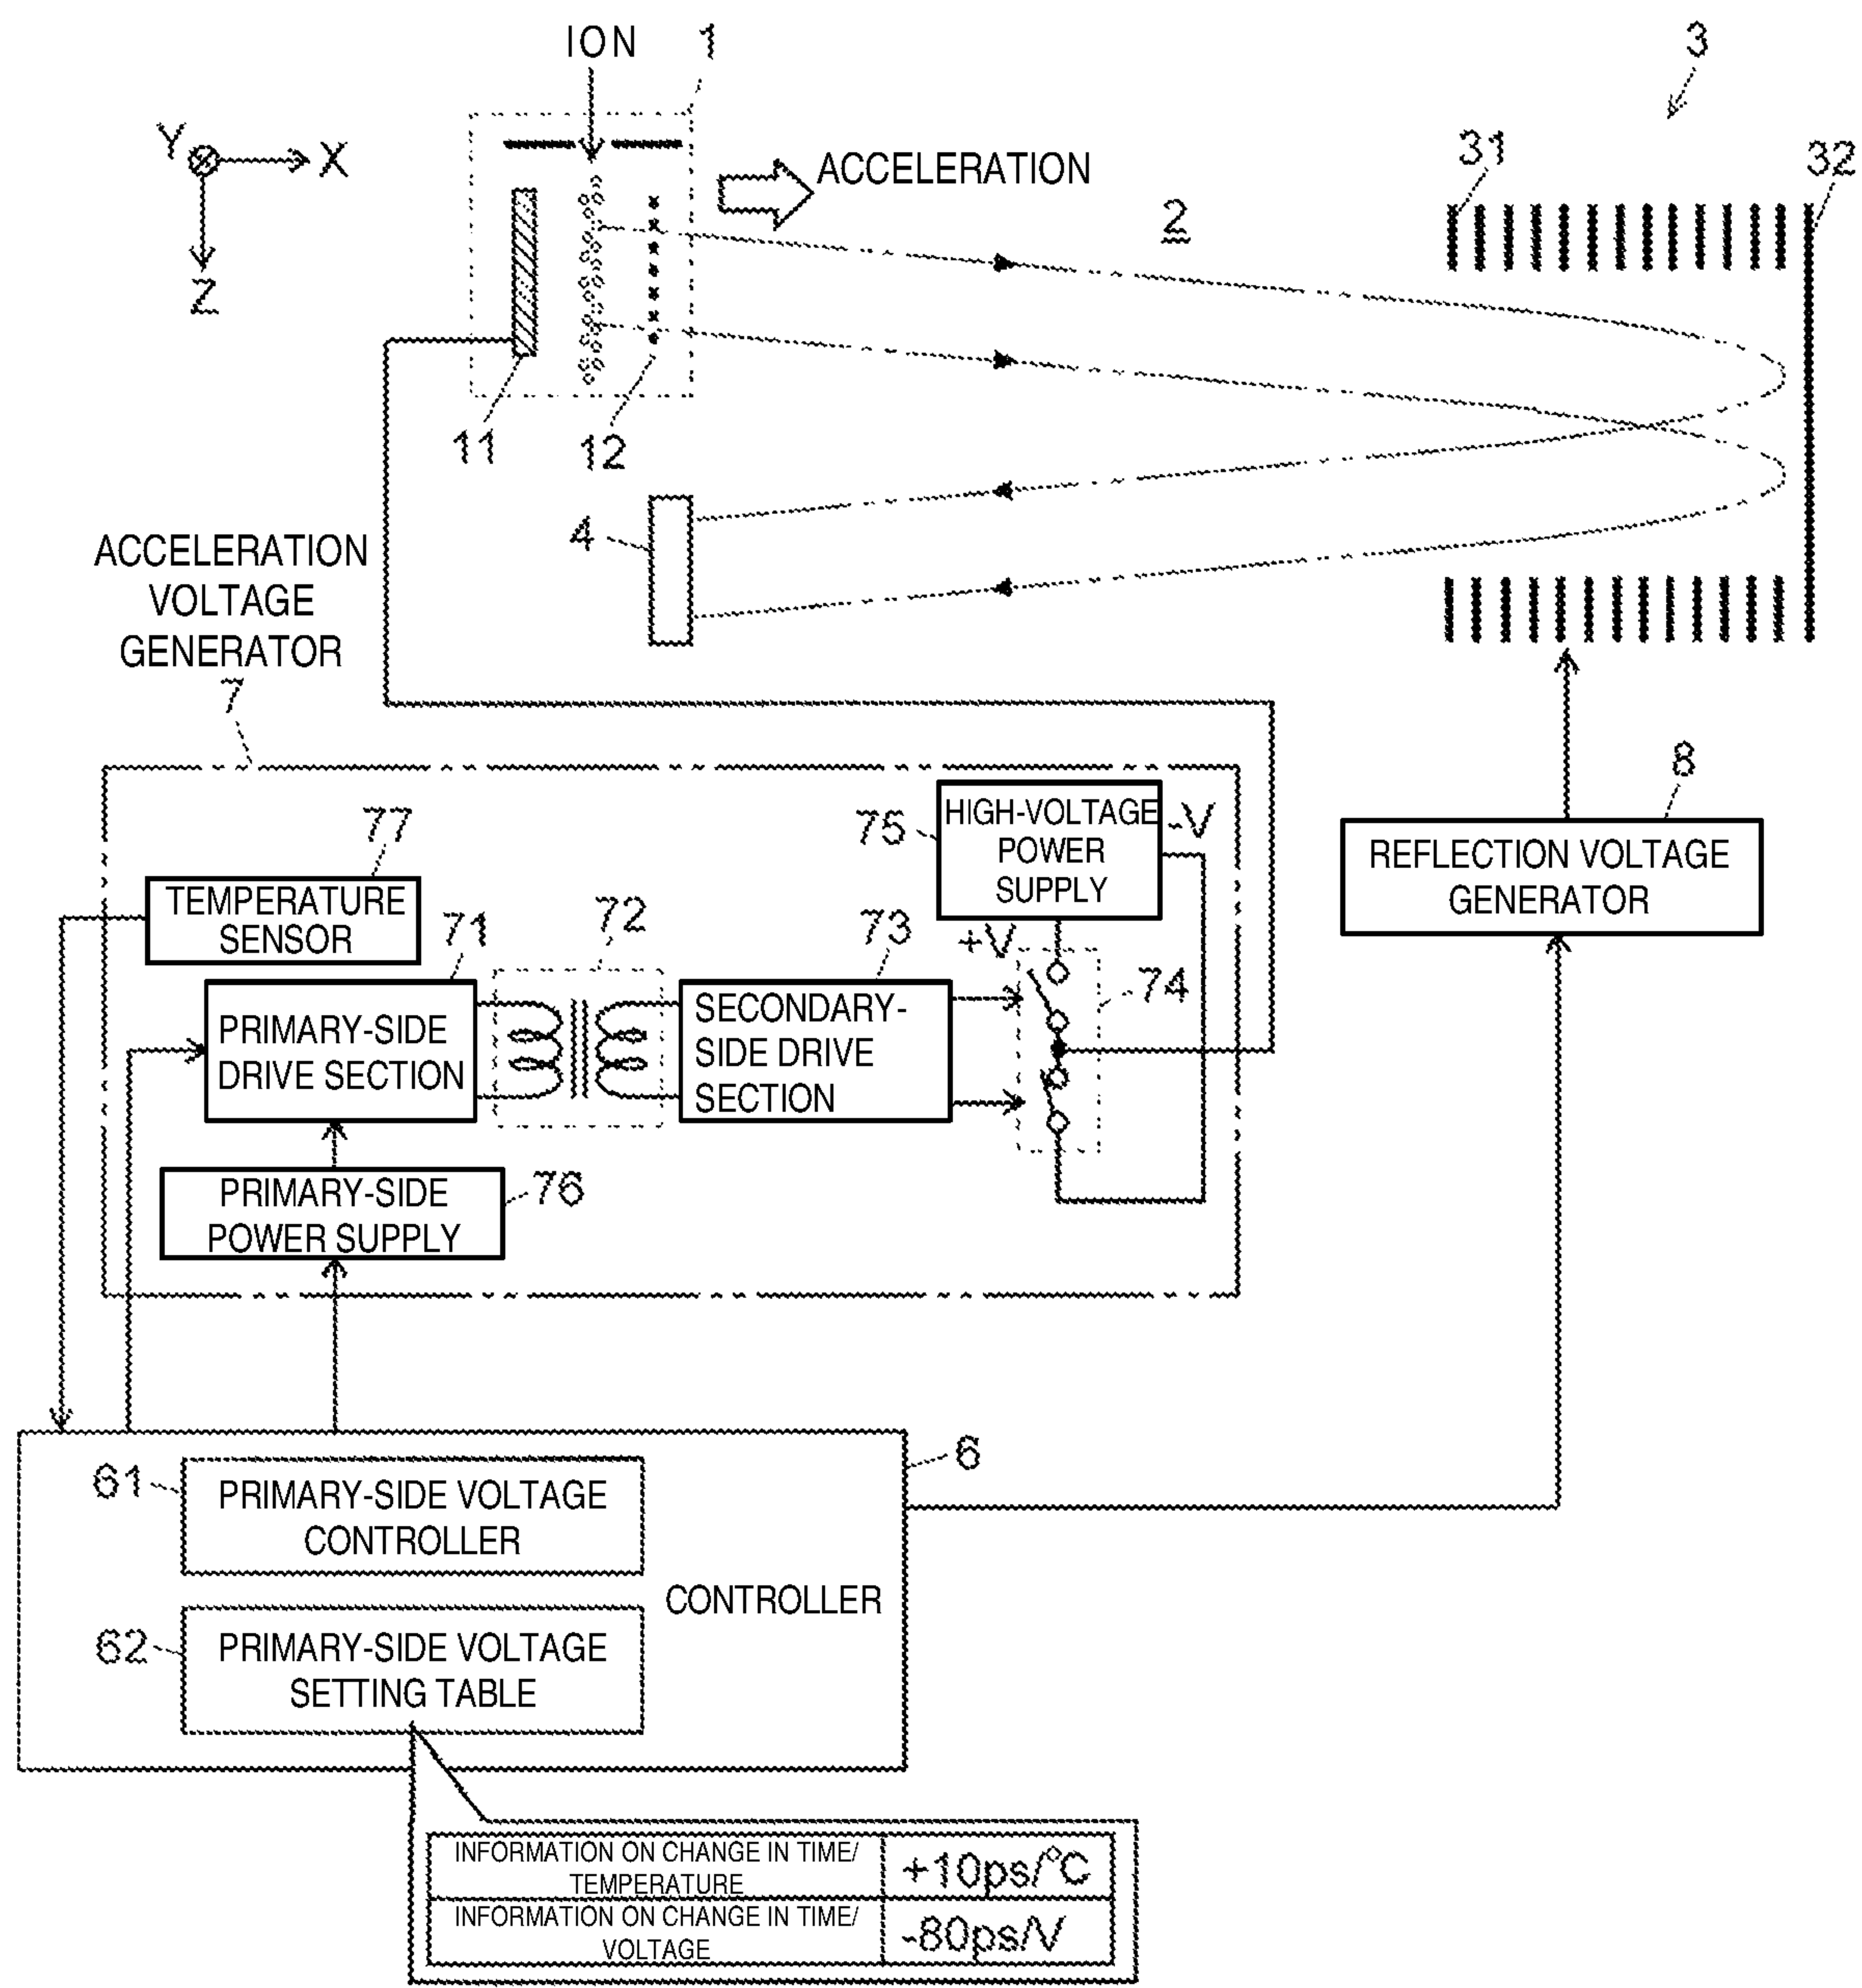 ION
1
3
Y
X
Z
ACCELERATION
2
31
32
11
12
4
ACCELERATION
VOLTAGE
GENERATOR
7
8
77
75
HIGH-VOLTAGE
POWER
SUPPLY
-V
REFLECTION VOLTAGE
GENERATOR
TEMPERATURE
SENSOR
71
72
73
+V
74
PRIMARY-SIDE
DRIVE SECTION
SECONDARY-
SIDE DRIVE
SECTION
PRIMARY-SIDE
POWER SUPPLY
76
6
61
PRIMARY-SIDE VOLTAGE
CONTROLLER
CONTROLLER
62
PRIMARY-SIDE VOLTAGE
SETTING TABLE
INFORMATION ON CHANGE IN TIME/
TEMPERATURE
+10ps/°C
INFORMATION ON CHANGE IN TIME/
VOLTAGE
-80ps/V